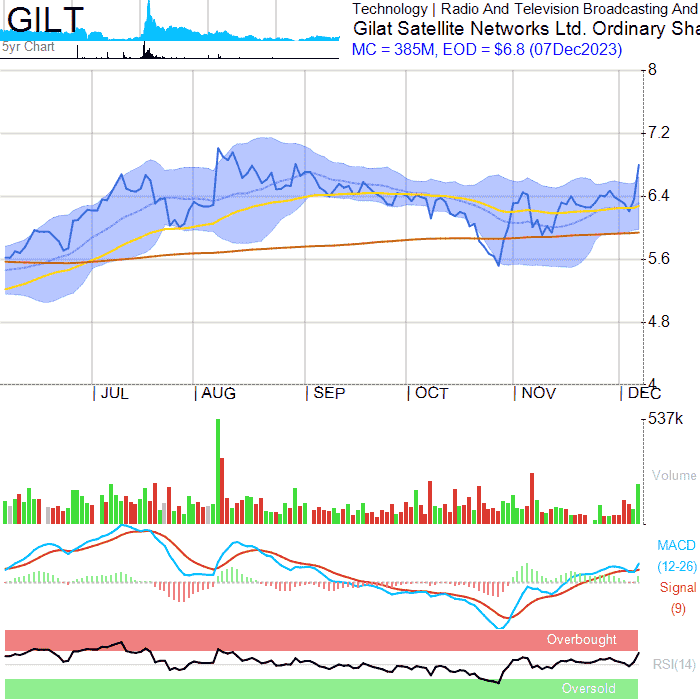 GILT
5yr Chart
Technology | Radio And Television Broadcasting And
Gilat Satellite Networks Ltd. Ordinary Sha
MC = 385M, EOD = $6.8 (07Dec2023)
8
7.2
6.4
5.6
4.8
4
JUL AUG SEP OCT NOV DEC
537k
Volume
MACD
(12-26)
Signal
(9)
Overbought
RSI(14)
Oversold